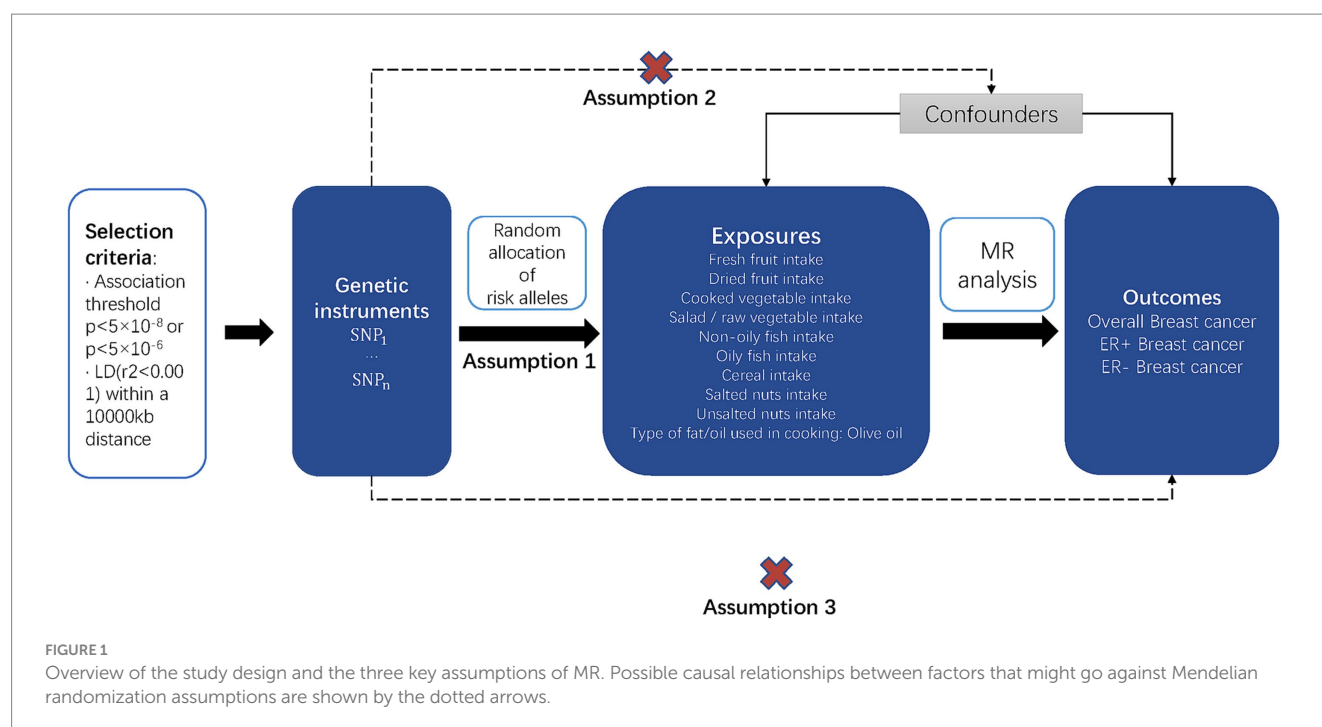 Assumption 2
Confounders
Selection
criteria:
· Association
threshold
p<5×10⁻⁸ or
p<5×10⁻⁶
· LD(r2<0.00
1) within a
10000kb
distance
Genetic
instruments
SNP₁
...
SNPₙ
Random
allocation
of
risk alleles
Assumption 1
Exposures
Fresh fruit intake
Dried fruit intake
Cooked vegetable intake
Salad / raw vegetable intake
Non-oily fish intake
Oily fish intake
Cereal intake
Salted nuts intake
Unsalted nuts intake
Type of fat/oil used in cooking: Olive oil
MR
analysis
Outcomes
Overall Breast cancer
ER+ Breast cancer
ER- Breast cancer
Assumption 3
FIGURE 1
Overview of the study design and the three key assumptions of MR. Possible causal relationships between factors that might go against Mendelian
randomization assumptions are shown by the dotted arrows.